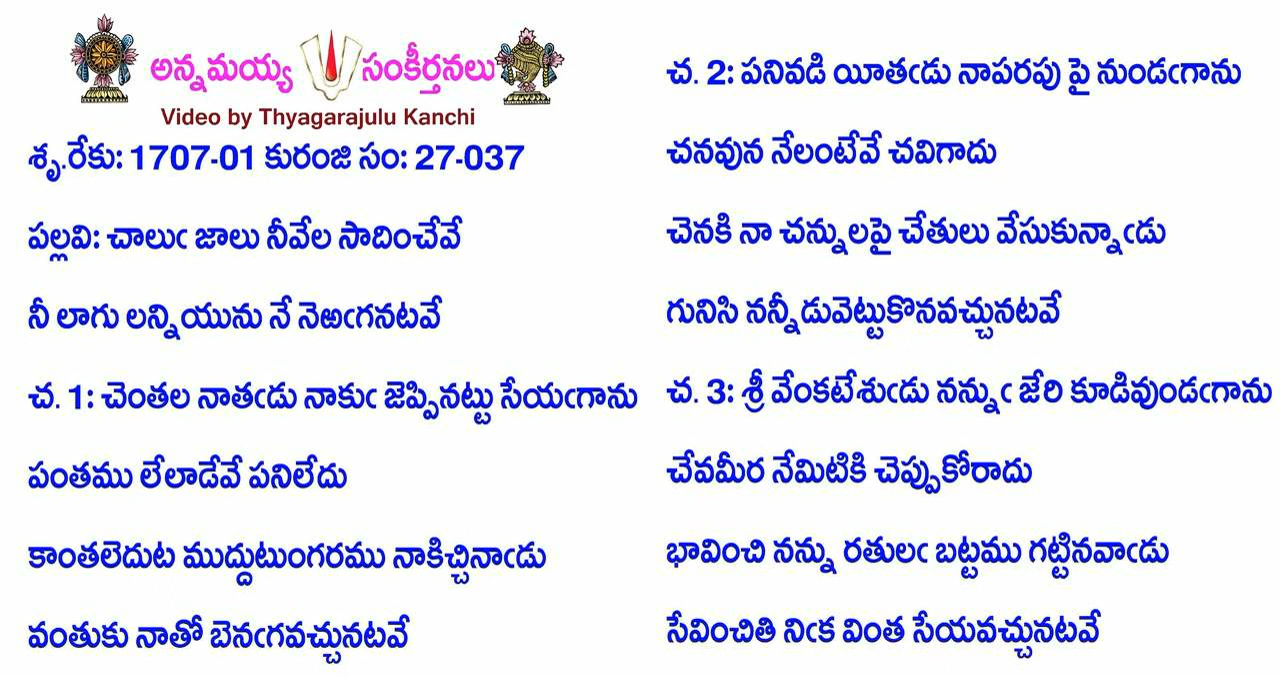 అన్నమయ్య సంకీర్తనలు
Video by Thyagarajulu Kanchi
శృ.రేకు: 1707-01 కురంజి సం: 27-037
పల్లవి: చాలుఁ జాలు నీవేల సాదించేవే
నీ లాగు లన్నియును నే నెఱఁగనటవే
చ. 1: చెంతల నాతఁడు నాకుఁ జెప్పినట్టు సేయఁగాను
పంతము లేలాడేవే పనిలేదు
కాంతలెదుట ముద్దుటుంగరము నాకిచ్చినాఁడు
వంతుకు నాతో బెనఁగవచ్చునటవే
చ. 2: పనివడి యీతఁడు నాపరపు పై నుండఁగాను
చనవున నేలంటేవే చవిగాదు
చెనకి నా చన్నులపై చేతులు వేసుకున్నాఁడు
గునిసి నన్నీడువెట్టుకొనవచ్చునటవే
చ. 3: శ్రీ వేంకటేశుఁడు నన్నుఁ జేరి కూడివుండఁగాను
చేవమీర నేమిటికి చెప్పుకోరాదు
భావించి నన్ను రతులఁ బట్టము గట్టినవాఁడు
సేవించితి నిఁక వింత సేయవచ్చునటవే